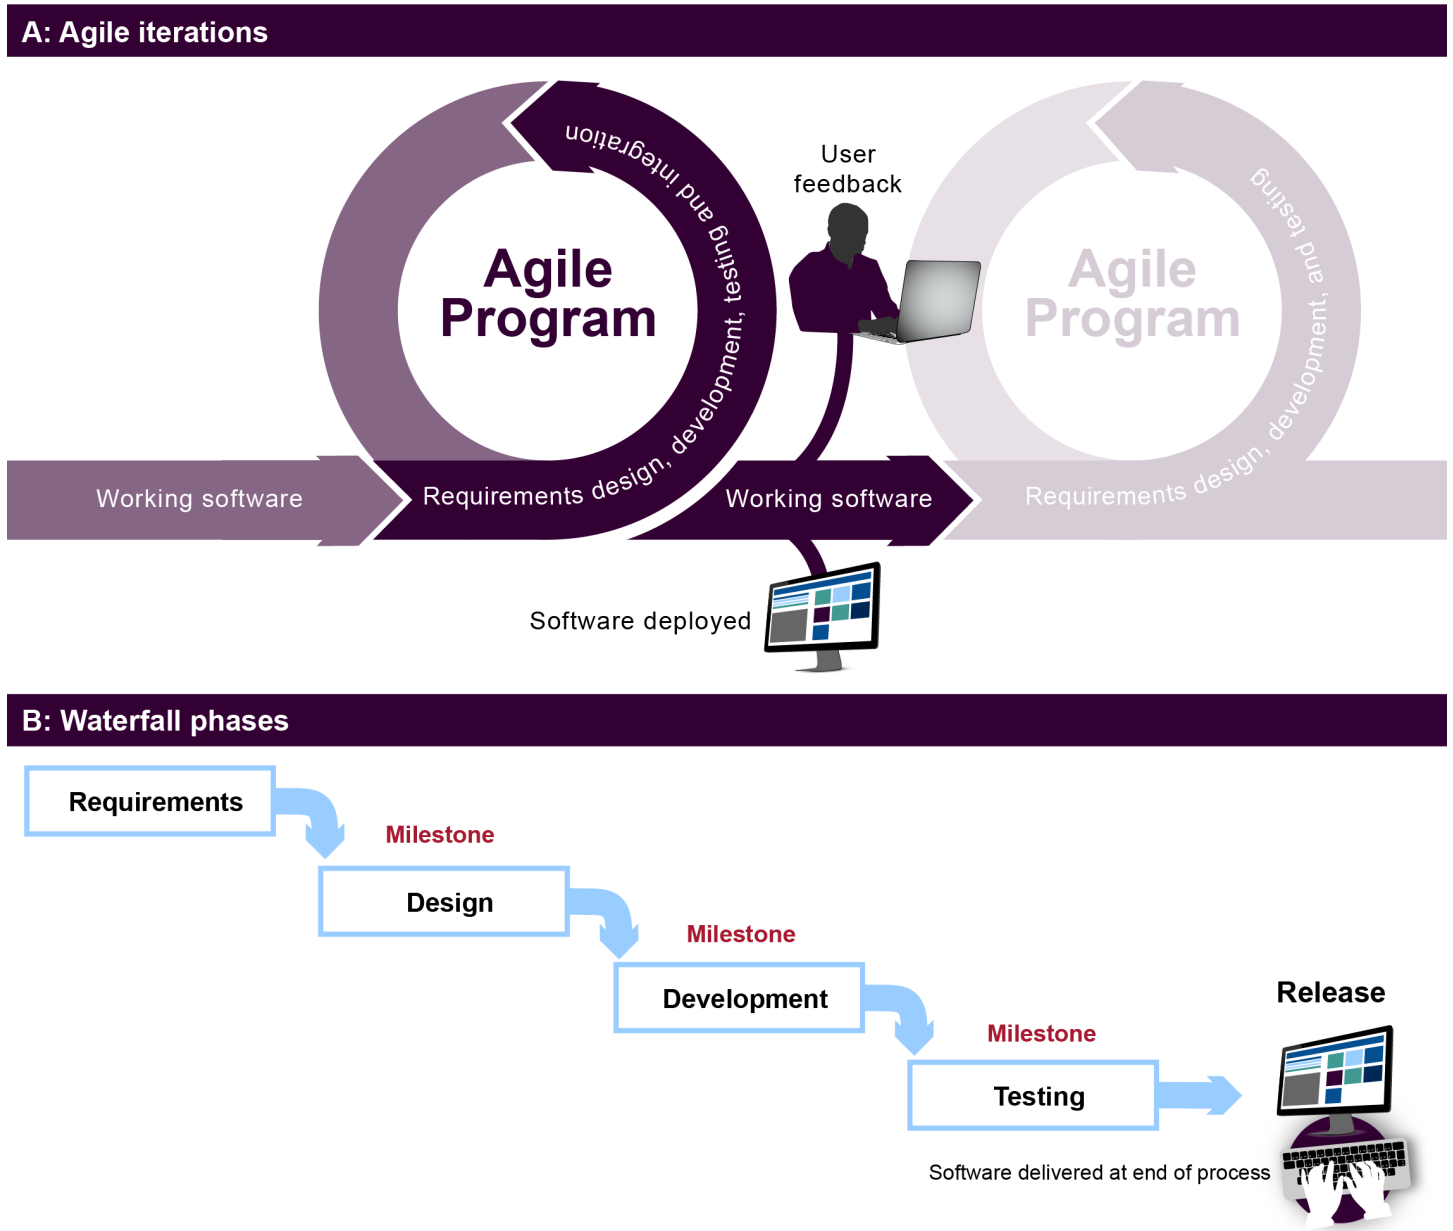 A: Agile iterations
Agile
Program
Requirements design, development, testing and integration
User
feedback
Agile
Program
Requirements design, development, and testing
Working software
Working software
Software deployed
B: Waterfall phases
Requirements
Milestone
Design
Milestone
Development
Milestone
Testing
Release
Software delivered at end of process